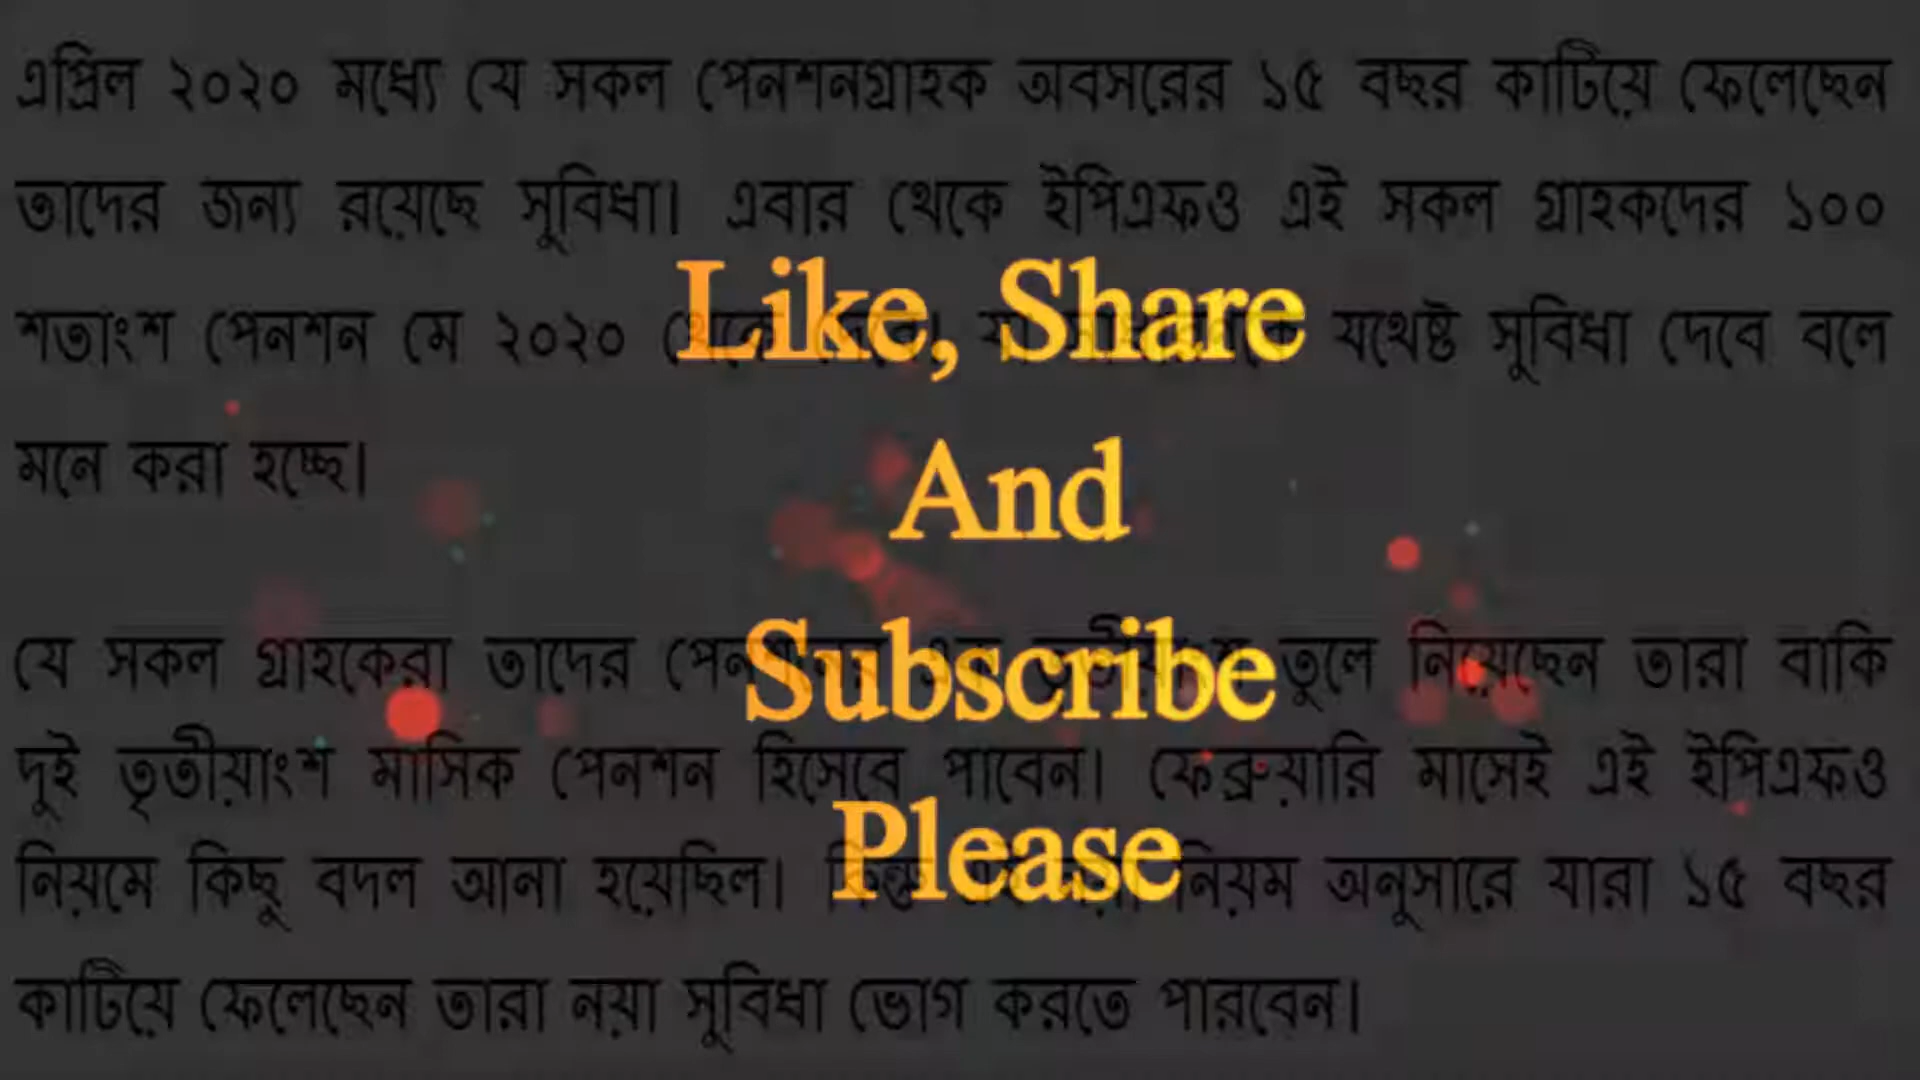 এপ্রিল ২০২০ মধ্যে যে সকল পেনশনগ্রাহক অবসরের ১৫ বছর কাটিয়ে ফেলেছেন
তাদের জন্য রয়েছে সুবিধা। এবার থেকে ইপিএফও এই সকল গ্রাহকদের ১০০
শতাংশ পেনশন মে ২০২০ যথেষ্ট সুবিধা দেবে বলে
Like, Share
মনে করা হচ্ছে।
And
যে সকল গ্রাহকেরা তাদের তুলে নিয়েছেন তারা বাকি
Subscribe
দুই তৃতীয়াংশ মাসিক পেনশন হিসেবে পাবেন। ফেব্রুয়ারি মাসেই এই ইপিএফও
Please
নিয়মে কিছু বদল আনা হয়েছিল। নিয়ম অনুসারে যারা ১৫ বছর
কাটিয়ে ফেলেছেন তারা নয়া সুবিধা ভোগ করতে পারবেন।